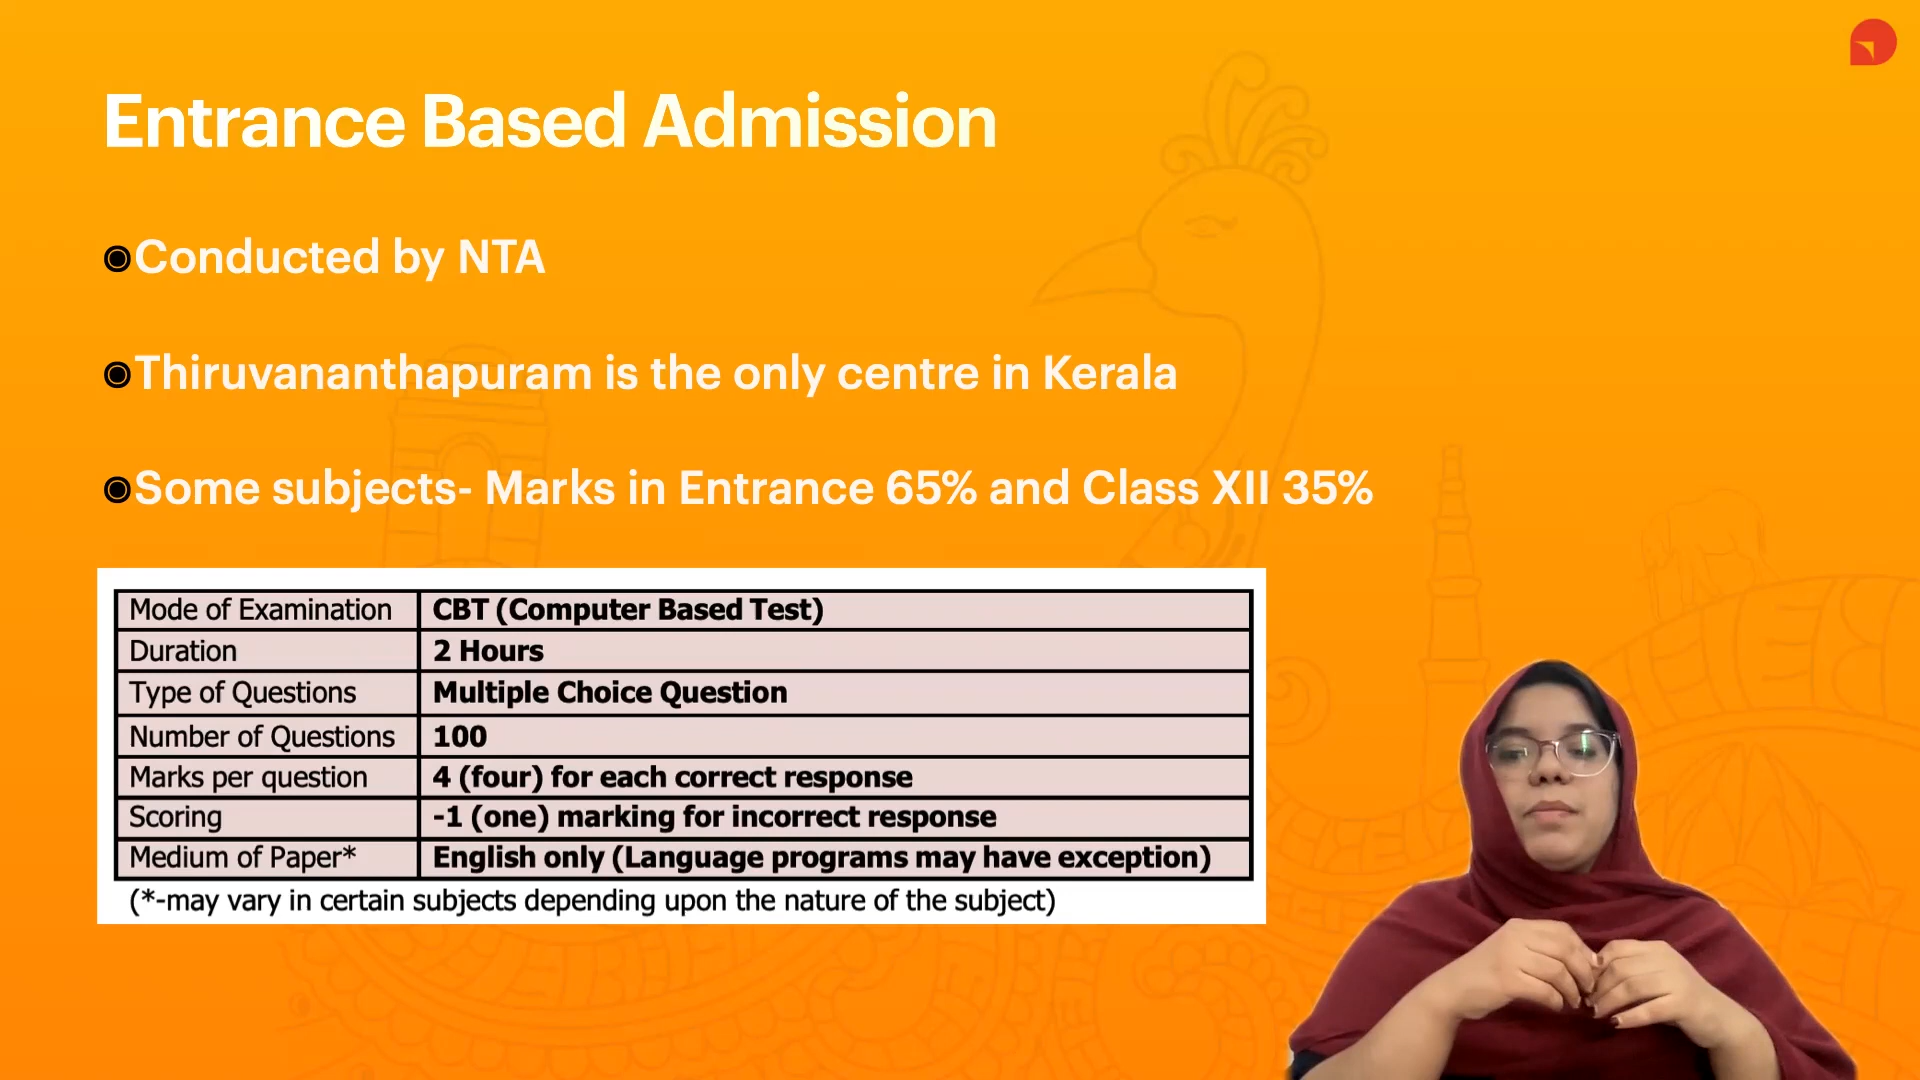 Entrance Based Admission
◉Conducted by NTA
◉Thiruvananthapuram is the only centre in Kerala
◉Some subjects- Marks in Entrance 65% and Class XII 35%
Mode of Examination CBT (Computer Based Test)
Duration 2 Hours
Type of Questions Multiple Choice Question
Number of Questions 100
Marks per question 4 (four) for each correct response
Scoring -1 (one) marking for incorrect response
Medium of Paper* English only (Language programs may have exception)
(*-may vary in certain subjects depending upon the nature of the subject)